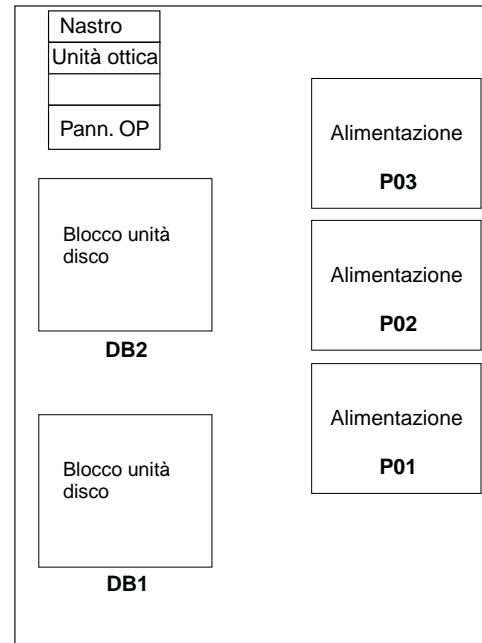 Nastro
Unità ottica
Pann. OP
Blocco unità
disco
DB2
Blocco unità
disco
DB1
Alimentazione
P03
Alimentazione
P02
Alimentazione
P01